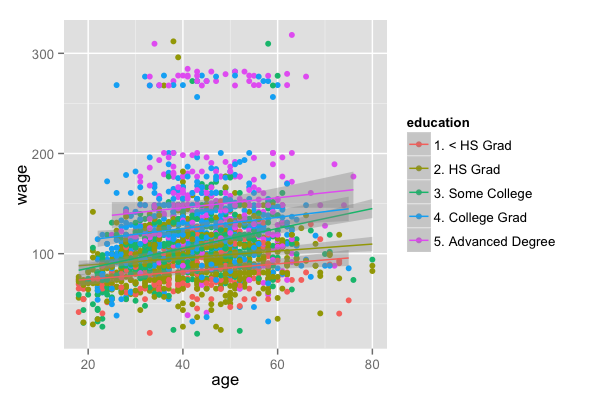 300
200
100
wage
20 40 60 80
age
education
1. < HS Grad
2. HS Grad
3. Some College
4. College Grad
5. Advanced Degree